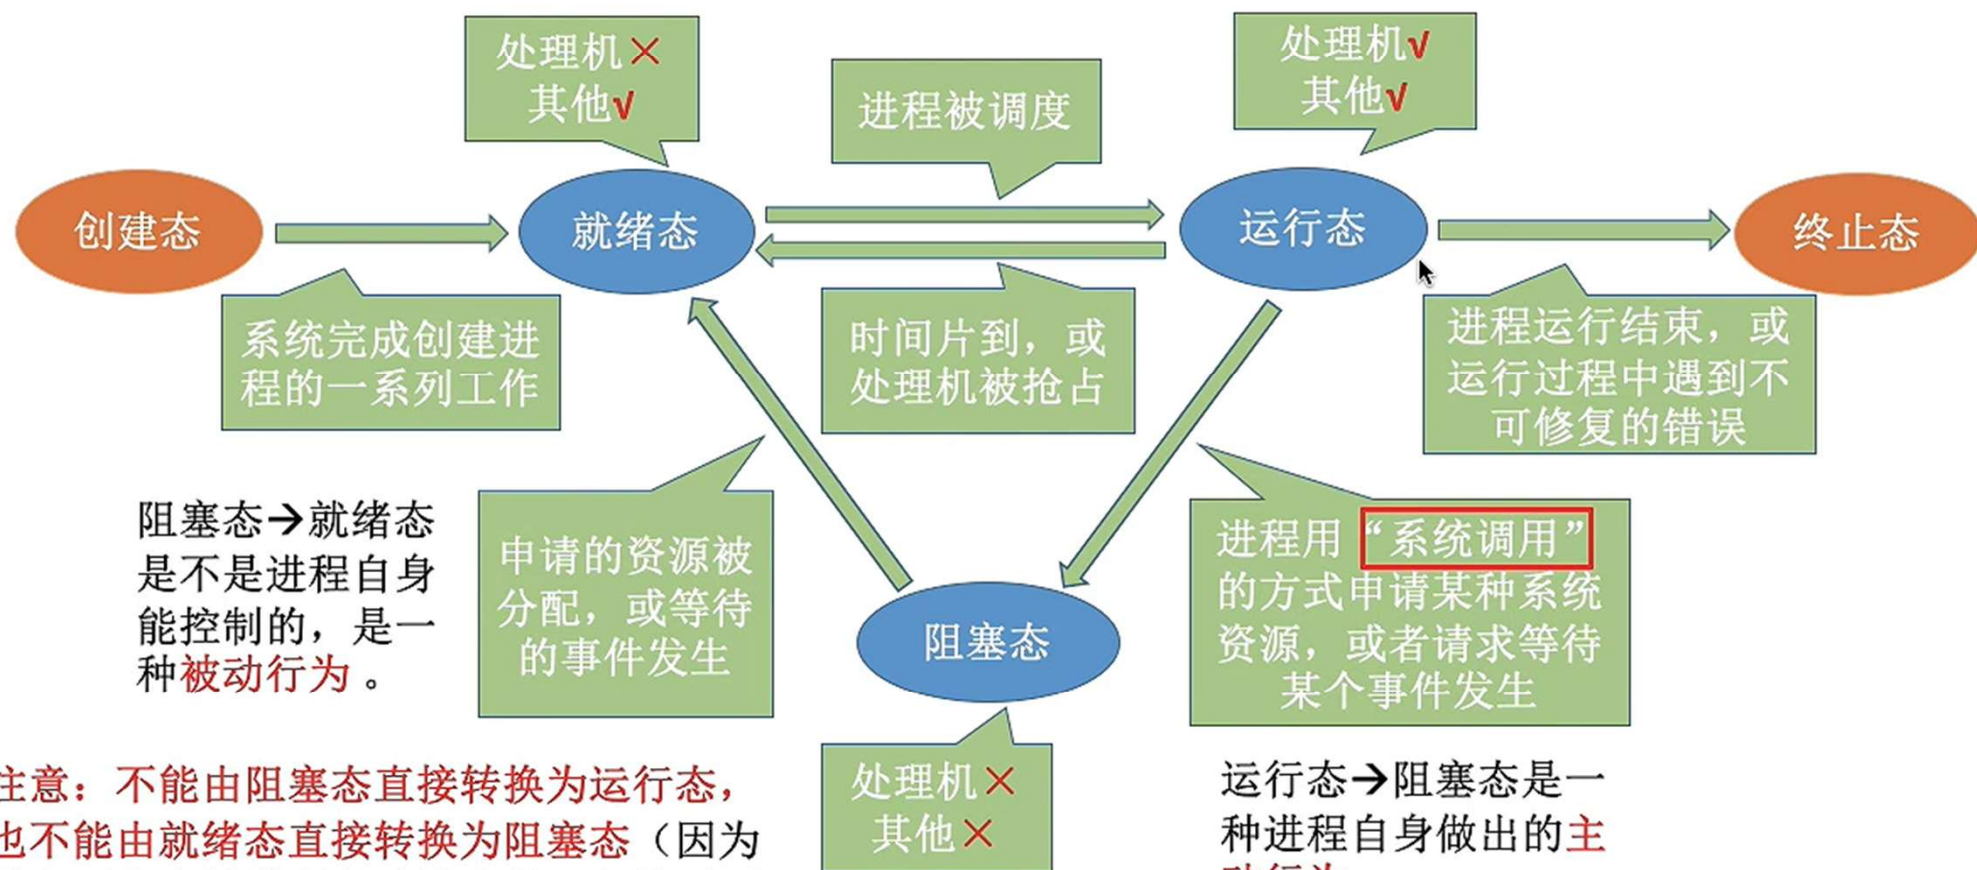 处理机×
其他√
进程被调度
处理机√
其他√
创建态
就绪态
运行态
终止态
系统完成创建进
程的一系列工作
时间片到，或
处理机被抢占
进程运行结束，或
运行过程中遇到不
可修复的错误
阻塞态→就绪态
是不是进程自身
能控制的，是一
种被动行为。
申请的资源被
分配，或等待
的事件发生
阻塞态
进程用“系统调用”
的方式申请某种系统
资源，或者请求等待
某个事件发生
处理机×
其他×
注意：不能由阻塞态直接转换为运行态，
也不能由就绪态直接转换为阻塞态（因为
运行态→阻塞态是一
种进程自身做出的主